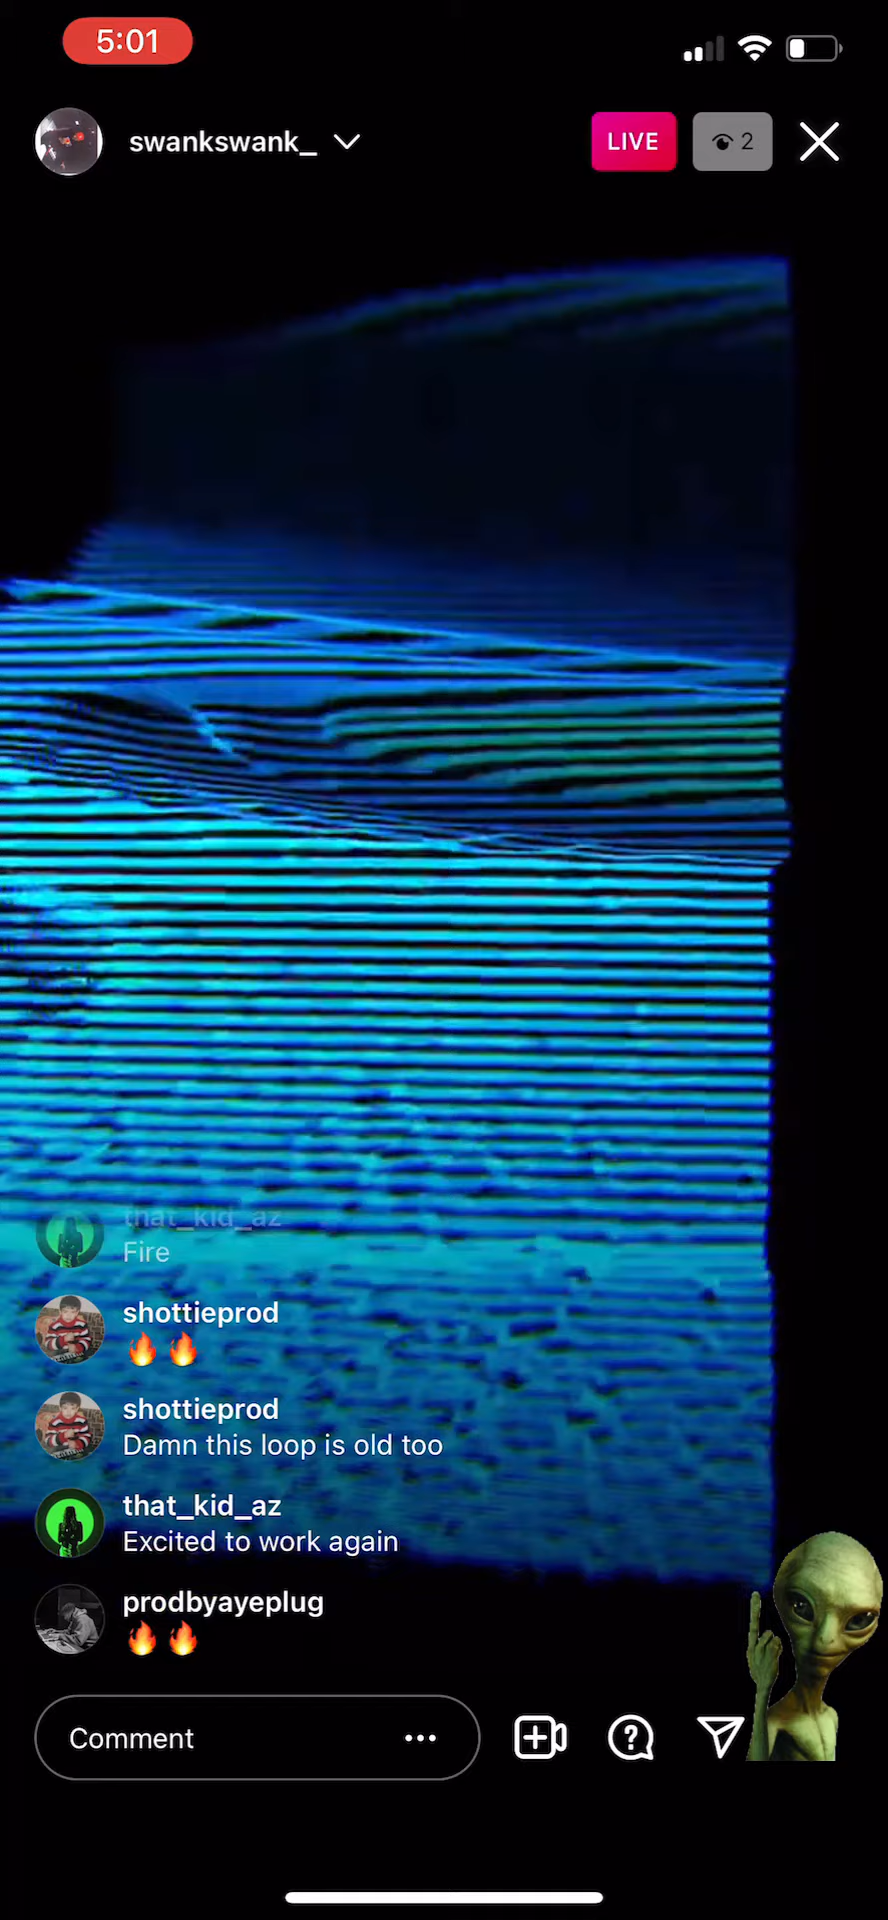 5:01
swankswank_
LIVE
2
that_kid_az
Fire
shottieprod
🔥🔥
shottieprod
Damn this loop is old too
that_kid_az
Excited to work again
prodbyayeplug
🔥🔥
Comment